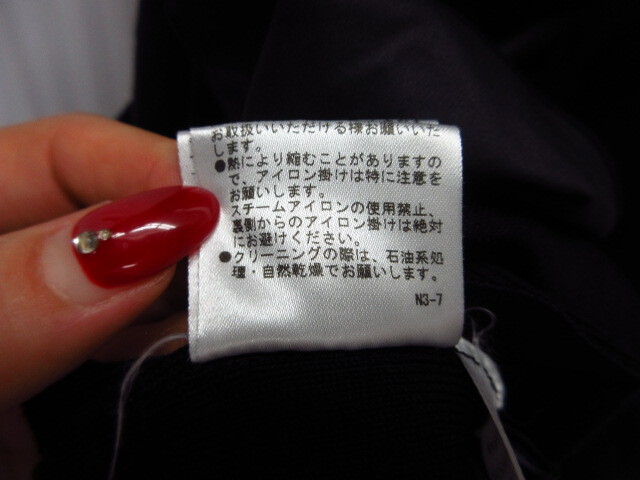 お取扱いいただける様お願いいた
します。
●熱により縮むことがありますの
で、アイロン掛けは特に注意を
お願いします。
スチームアイロンの使用禁止、
裏側からのアイロン掛けは絶対
にお避けください。
●クリーニングの際は、石油系処
理・自然乾燥でお願いします。
N3-7